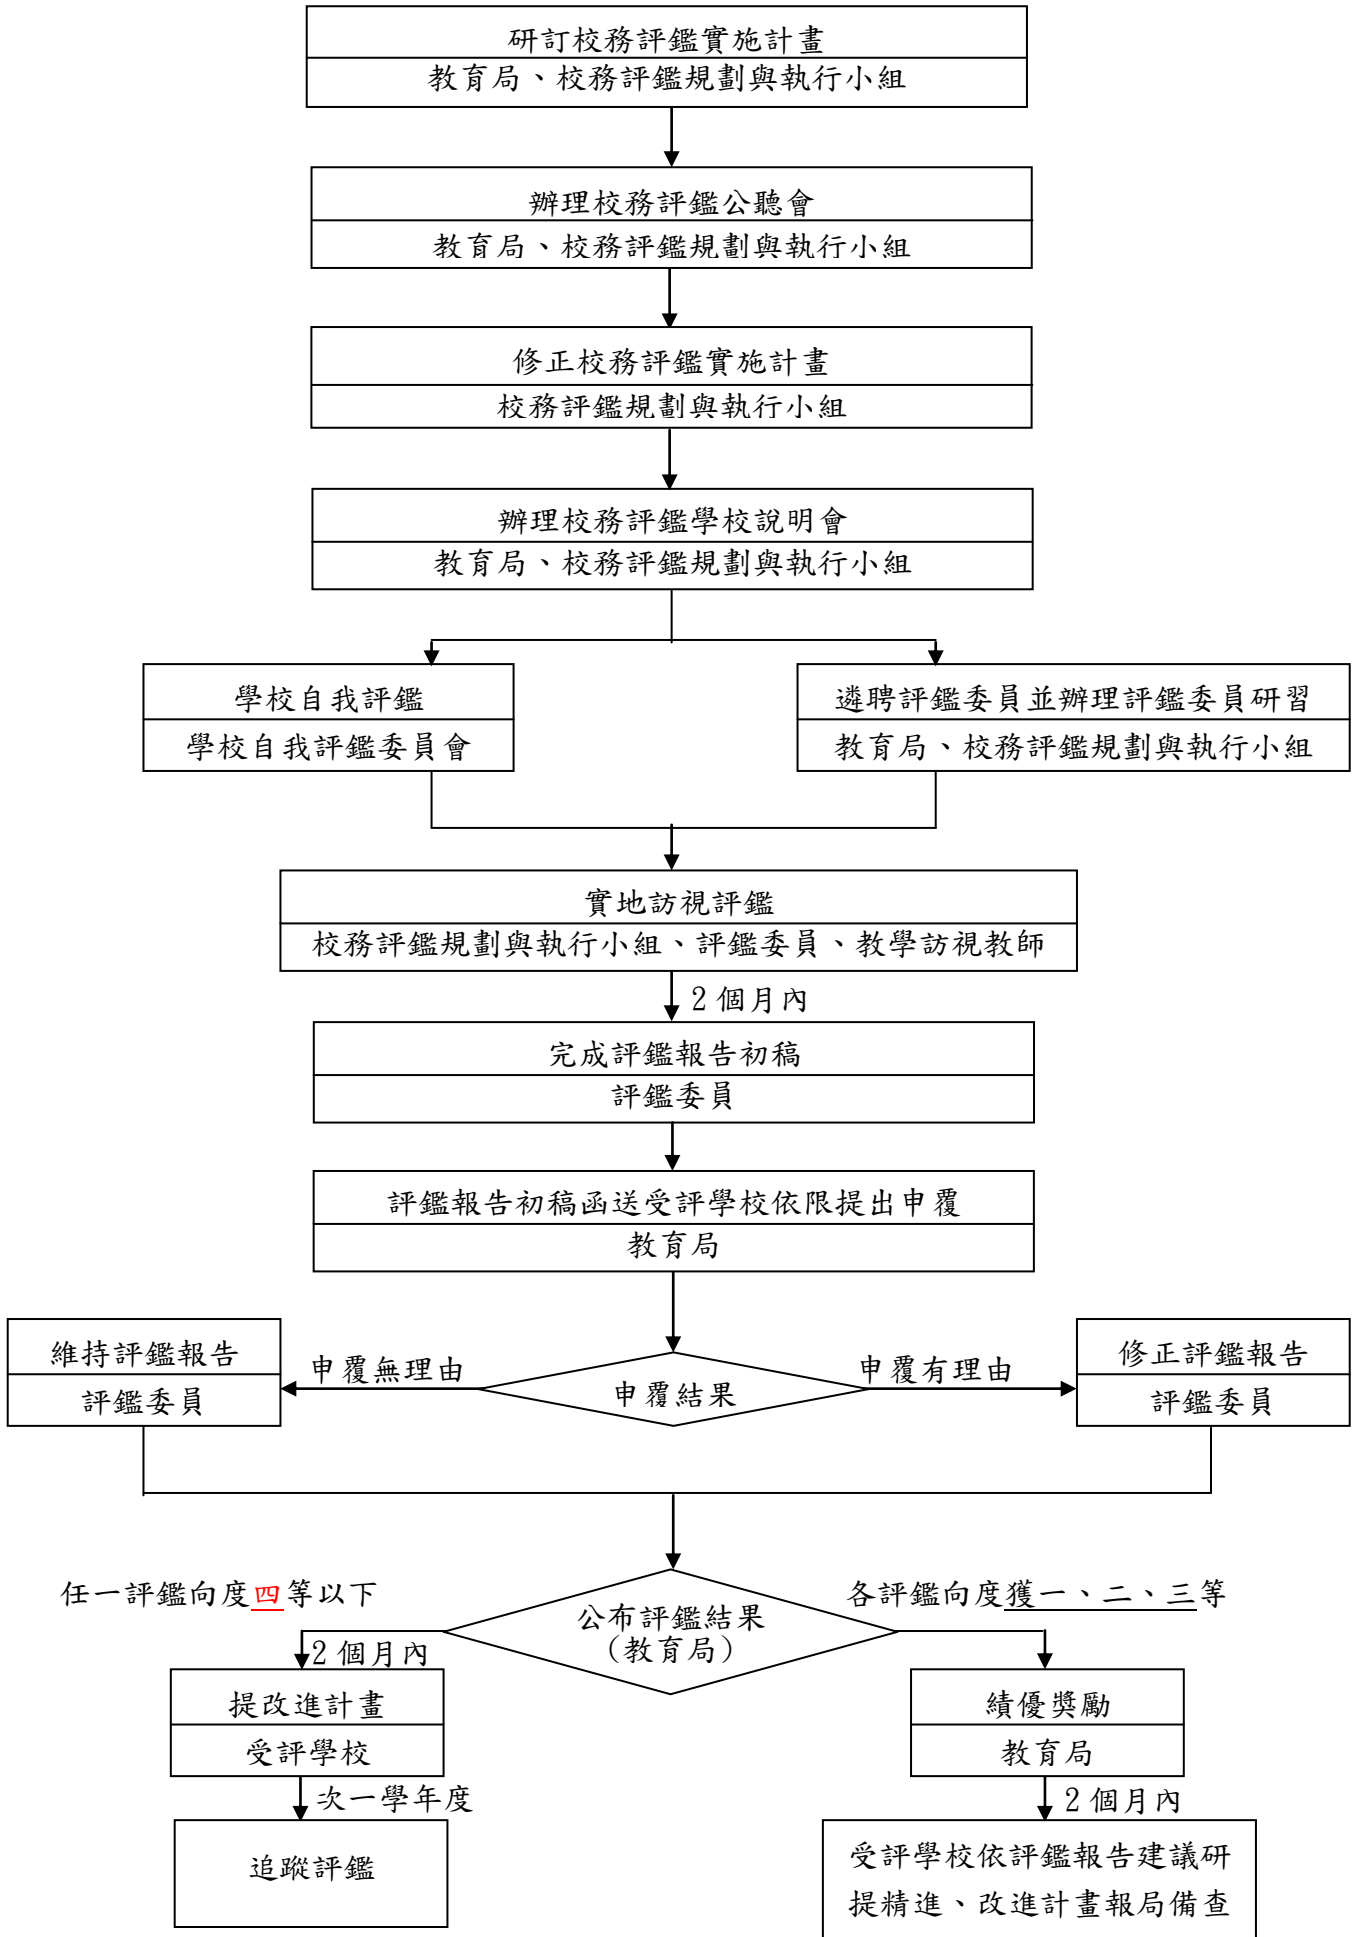 研訂校務評鑑實施計畫
教育局、校務評鑑規劃與執行小組
辦理校務評鑑公聽會
教育局、校務評鑑規劃與執行小組
修正校務評鑑實施計畫
校務評鑑規劃與執行小組
辦理校務評鑑學校說明會
教育局、校務評鑑規劃與執行小組
學校自我評鑑
學校自我評鑑委員會
遴聘評鑑委員並辦理評鑑委員研習
教育局、校務評鑑規劃與執行小組
實地訪視評鑑
校務評鑑規劃與執行小組、評鑑委員、教學訪視教師
2 個月內
完成評鑑報告初稿
評鑑委員
評鑑報告初稿函送受評學校依限提出申覆
教育局
維持評鑑報告
評鑑委員
申覆無理由
申覆結果
申覆有理由
修正評鑑報告
評鑑委員
任一評鑑向度四等以下
公布評鑑結果
(教育局)
各評鑑向度獲一、二、三等
2 個月內
提改進計畫
受評學校
次一學年度
追蹤評鑑
績優獎勵
教育局
2 個月內
受評學校依評鑑報告建議研
提精進、改進計畫報局備查